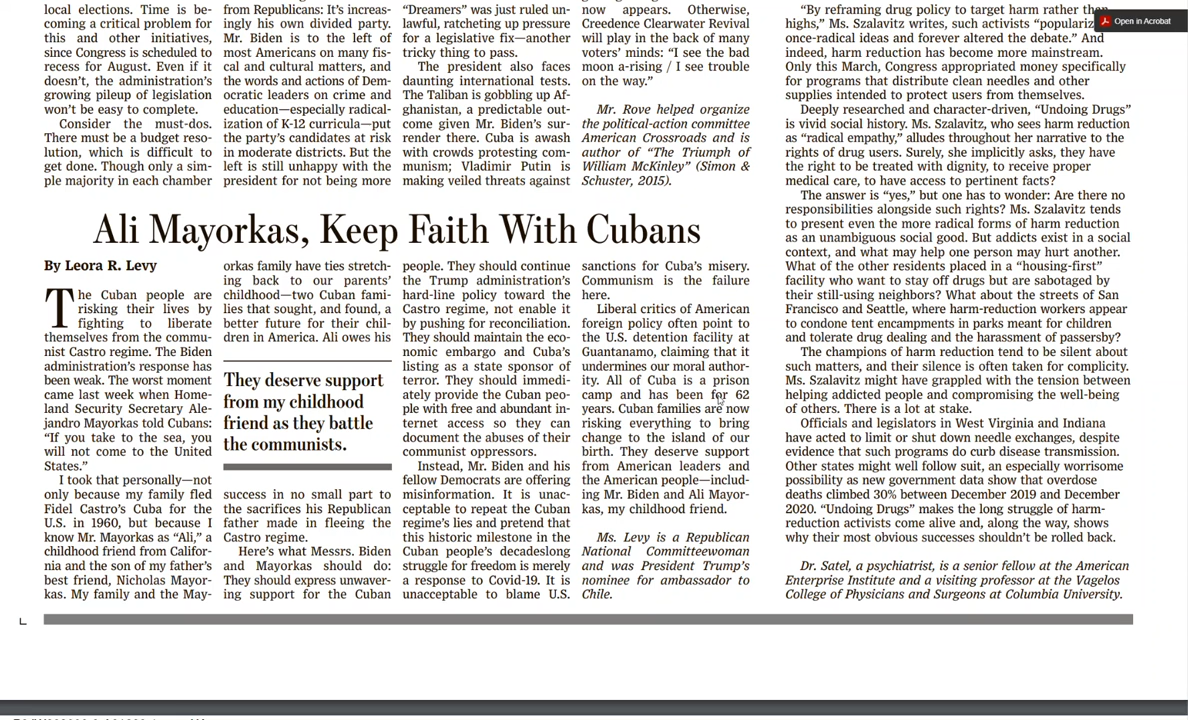 local elections. Time is be-
coming a critical problem for
this and other initiatives,
since Congress is scheduled to
recess for August. Even if it
doesn't, the administration's
growing pileup of legislation
won't be easy to complete.
Consider the must-dos.
There must be a budget reso-
lution, which is difficult to
get done. Though only a sim-
ple majority in each chamber
from Republicans: It's increas-
ingly his own divided party.
Mr. Biden is to the left of
most Americans on many fis-
cal and cultural matters, and
the words and actions of Dem-
ocratic leaders on crime and
education—especially radical-
ization of K-12 curricula—put
the party's candidates at risk
in moderate districts. But the
left is still unhappy with the
president for not being more
"Dreamers" was just ruled un-
lawful, ratcheting up pressure
for a legislative fix—another
tricky thing to pass.
The president also faces
daunting international tests.
The Taliban is gobbling up Af-
ghanistan, a predictable out-
come given Mr. Biden's sur-
render there. Cuba is awash
with crowds protesting com-
munism; Vladimir Putin is
making veiled threats against
now appears. Otherwise,
Creedence Clearwater Revival
will play in the back of many
voters' minds: "I see the bad
moon a-rising / I see trouble
on the way."
Mr. Rove helped organize
the political-action committee
American Crossroads and is
author of "The Triumph of
William McKinley" (Simon &
Schuster, 2015).
Ali Mayorkas, Keep Faith With Cubans
By Leora R. Levy
The Cuban people are
risking their lives by
fighting to liberate
themselves from the commu-
nist Castro regime. The Biden
administration's response has
been weak. The worst moment
came last week when Home-
land Security Secretary Ale-
jandro Mayorkas told Cubans:
"If you take to the sea, you
will not come to the United
States."
I took that personally—not
only because my family fled
Fidel Castro's Cuba for the
U.S. in 1960, but because I
know Mr. Mayorkas as "Ali," a
childhood friend from Califor-
nia and the son of my father's
best friend, Nicholas Mayor-
kas. My family and the May-
orkas family have ties stretch-
ing back to our parents'
childhood—two Cuban fami-
lies that sought, and found, a
better future for their chil-
dren in America. Ali owes his
They deserve support
from my childhood
friend as they battle
the communists.
success in no small part to
the sacrifices his Republican
father made in fleeing the
Castro regime.
Here's what Messrs. Biden
and Mayorkas should do:
They should express unwaver-
ing support for the Cuban
people. They should continue
the Trump administration's
hard-line policy toward the
Castro regime, not enable it
by pushing for reconciliation.
They should maintain the eco-
nomic embargo and Cuba's
listing as a state sponsor of
terror. They should immedi-
ately provide the Cuban peo-
ple with free and abundant in-
ternet access so they can
document the abuses of their
communist oppressors.
Instead, Mr. Biden and his
fellow Democrats are offering
misinformation. It is unac-
ceptable to repeat the Cuban
regime's lies and pretend that
this historic milestone in the
Cuban people's decadeslong
struggle for freedom is merely
a response to Covid-19. It is
unacceptable to blame U.S.
sanctions for Cuba's misery.
Communism is the failure
here.
Liberal critics of American
foreign policy often point to
the U.S. detention facility at
Guantanamo, claiming that it
undermines our moral author-
ity. All of Cuba is a prison
camp and has been for 62
years. Cuban families are now
risking everything to bring
change to the island of our
birth. They deserve support
from American leaders and
the American people—includ-
ing Mr. Biden and Ali Mayor-
kas, my childhood friend.
Ms. Levy is a Republican
National Committeewoman
and was President Trump's
nominee for ambassador to
Chile.
"By reframing drug policy to target harm rather than
highs," Ms. Szalavitz writes, such activists "populariz
once-radical ideas and forever altered the debate." And
indeed, harm reduction has become more mainstream.
Only this March, Congress appropriated money specifically
for programs that distribute clean needles and other
supplies intended to protect users from themselves.
Deeply researched and character-driven, "Undoing Drugs"
is vivid social history. Ms. Szalavitz, who sees harm reduction
as "radical empathy," alludes throughout her narrative to the
rights of drug users. Surely, she implicitly asks, they have
the right to be treated with dignity, to receive proper
medical care, to have access to pertinent facts?
The answer is "yes," but one has to wonder: Are there no
responsibilities alongside such rights? Ms. Szalavitz tends
to present even the more radical forms of harm reduction
as an unambiguous social good. But addicts exist in a social
context, and what may help one person may hurt another.
What of the other residents placed in a "housing-first"
facility who want to stay off drugs but are sabotaged by
their still-using neighbors? What about the streets of San
Francisco and Seattle, where harm-reduction workers appear
to condone tent encampments in parks meant for children
and tolerate drug dealing and the harassment of passersby?
The champions of harm reduction tend to be silent about
such matters, and their silence is often taken for complicity.
Ms. Szalavitz might have grappled with the tension between
helping addicted people and compromising the well-being
of others. There is a lot at stake.
Officials and legislators in West Virginia and Indiana
have acted to limit or shut down needle exchanges, despite
evidence that such programs do curb disease transmission.
Other states might well follow suit, an especially worrisome
possibility as new government data show that overdose
deaths climbed 30% between December 2019 and December
2020. "Undoing Drugs" makes the long struggle of harm-
reduction activists come alive and, along the way, shows
why their most obvious successes shouldn't be rolled back.
Dr. Satel, a psychiatrist, is a senior fellow at the American
Enterprise Institute and a visiting professor at the Vagelos
College of Physicians and Surgeons at Columbia University.
Open in Acrobat